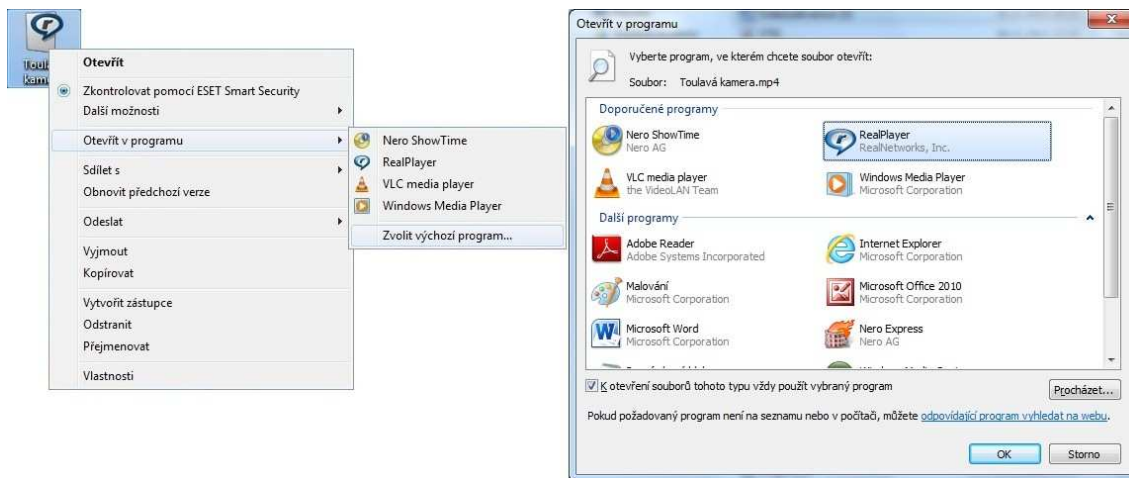 Otevřít
Zkontrolovat pomocí ESET Smart Security
Další možnosti
Otevřít v programu
Sdílet s
Obnovit předchozí verze
Odeslat
Vyjmout
Kopírovat
Vytvořit zástupce
Odstranit
Přejmenovat
Vlastnosti
Nero ShowTime
RealPlayer
VLC media player
Windows Media Player
Zvolit výchozí program...
Otevřít v programu
Vyberte program, ve kterém chcete soubor otevřít:
Soubor: Toulavá kamera.mp4
Doporučené programy
Nero ShowTime
Nero AG
RealPlayer
RealNetworks, Inc.
VLC media player
the VideoLAN Team
Windows Media Player
Microsoft Corporation
Další programy
Adobe Reader
Adobe Systems Incorporated
Internet Explorer
Microsoft Corporation
Malování
Microsoft Corporation
Microsoft Office 2010
Microsoft Corporation
Microsoft Word
Microsoft Corporation
Nero Express
Nero AG
K otevření souborů tohoto typu vždy použít vybraný program
Procházet...
Pokud požadovaný program není na seznamu nebo v počítači, můžete odpovídající program vyhledat na webu.
OK
Storno